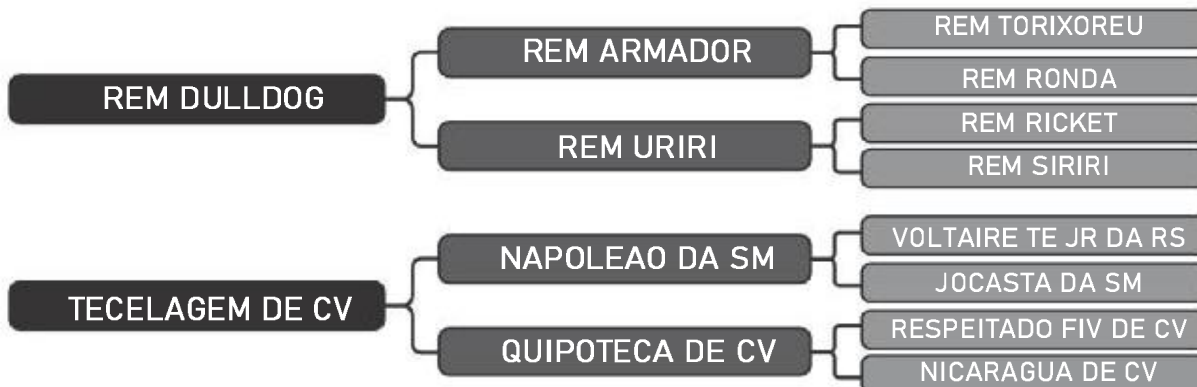 REM DULLDOG
REM ARMADOR
REM TORIXOREU
REM RONDA
REM URIRI
REM RICKET
REM SIRIRI
TECELAGEM DE CV
NAPOLEAO DA SM
VOLTAIRE TE JR DA RS
JOCASTA DA SM
QUIPOTECA DE CV
RESPEITADO FIV DE CV
NICARAGUA DE CV